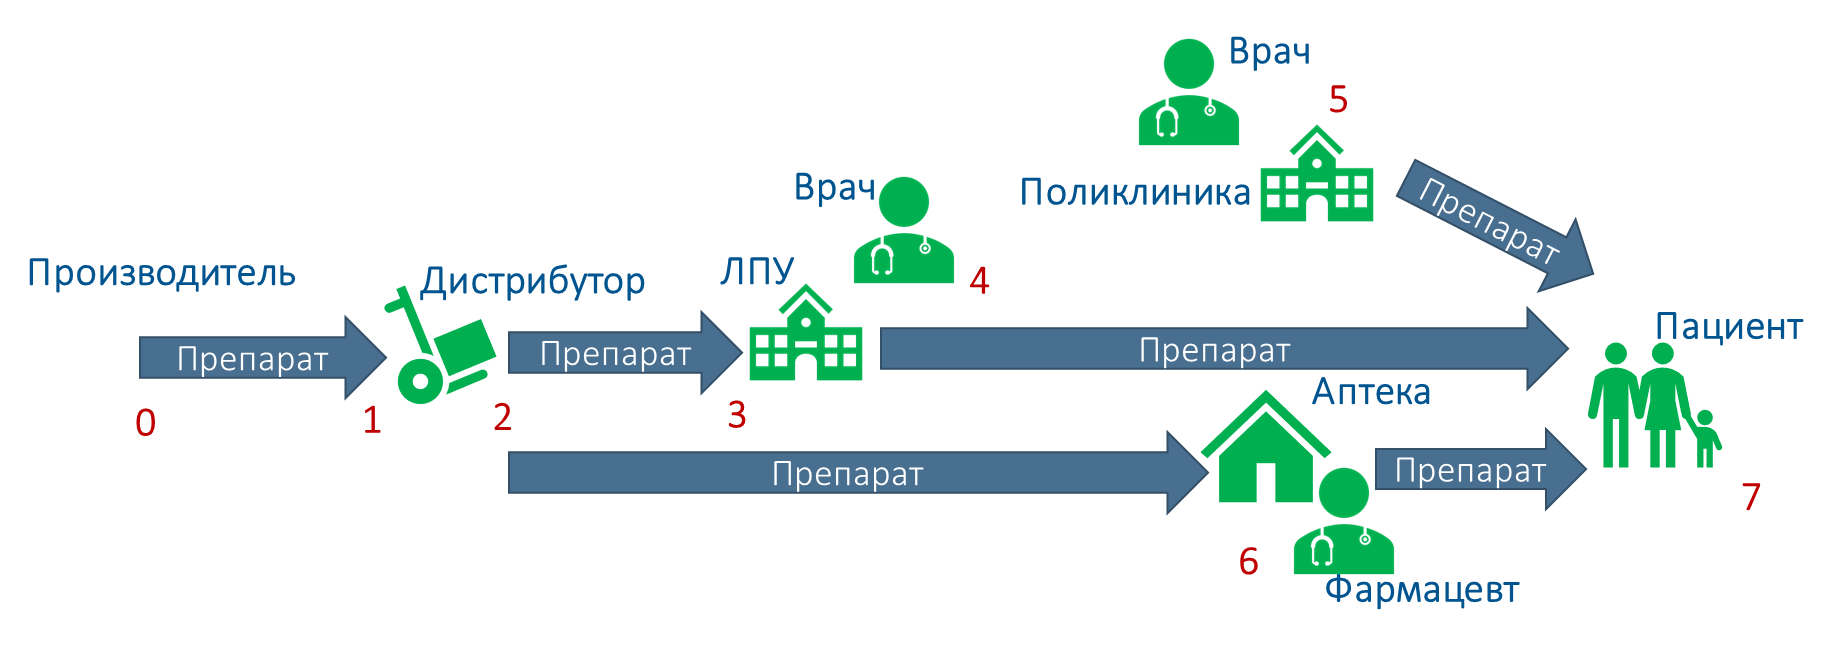 Врач
5
Поликлиника
Препарат
Врач
4
ЛПУ
Производитель
Дистрибутор
Препарат
Препарат
Препарат
Пациент
Аптека
0
1
2
3
Препарат
Препарат
7
6
Фармацевт